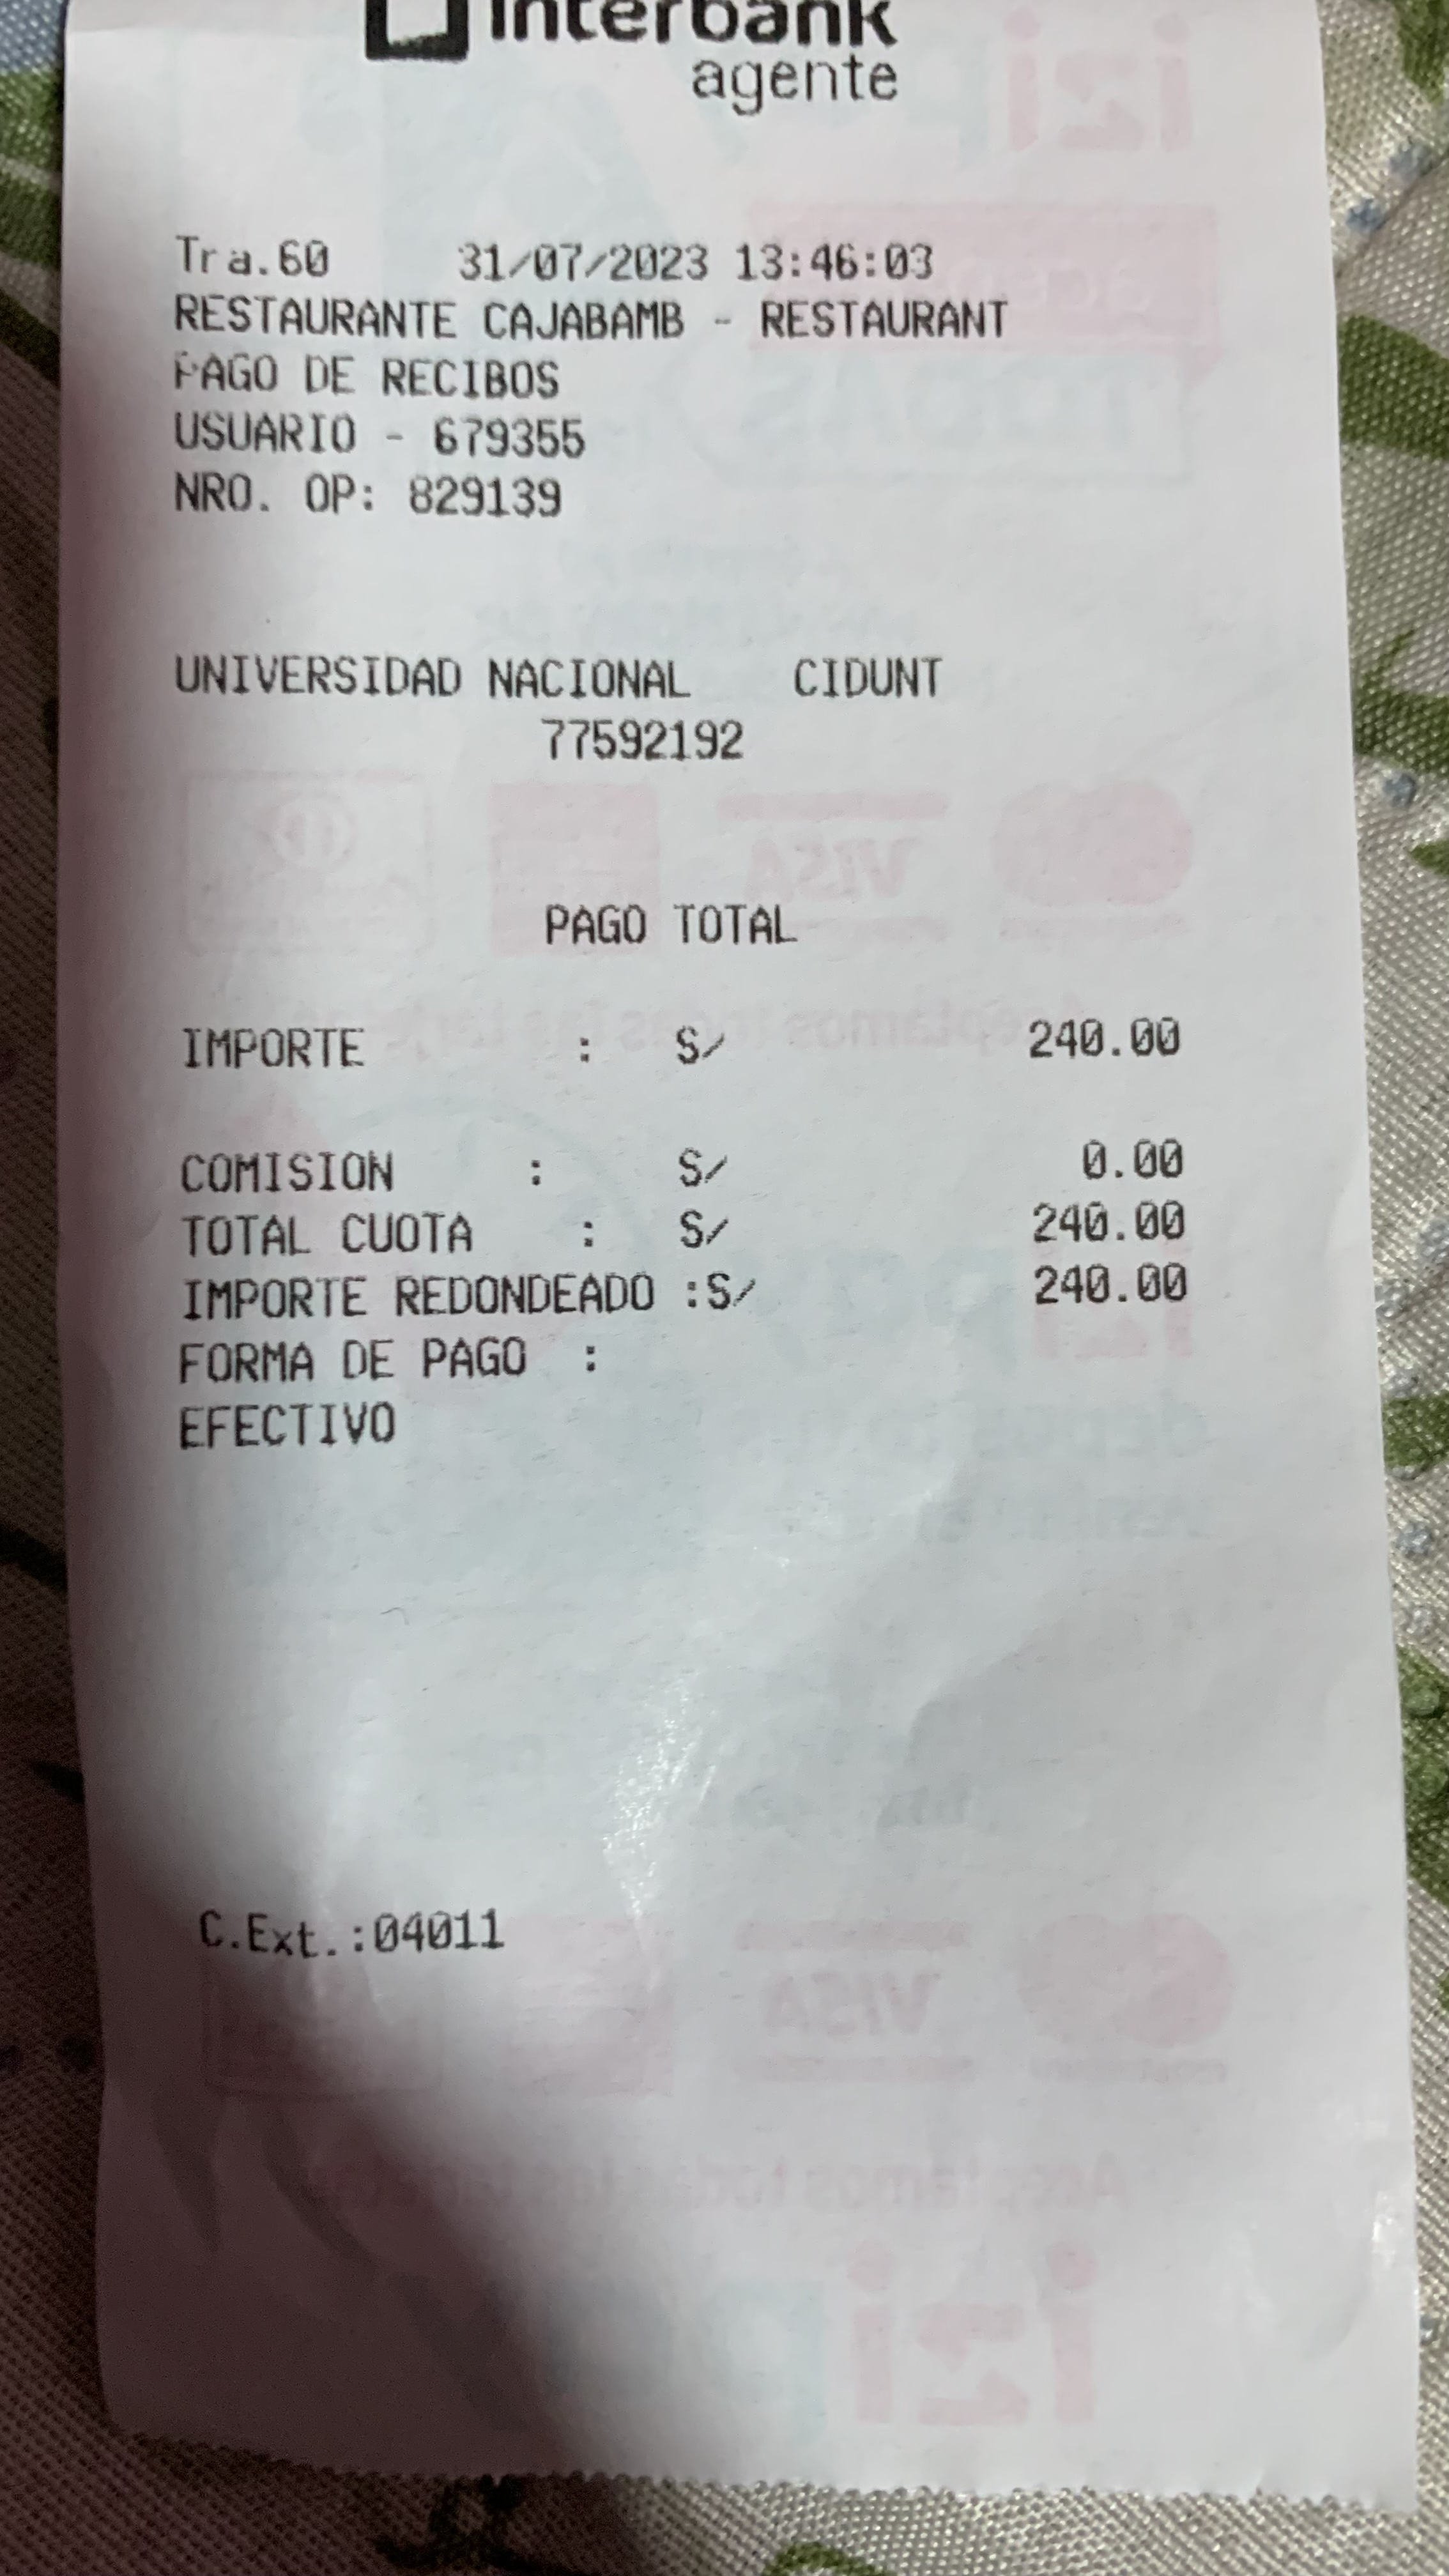 interbank
agente
Tra.60 31/07/2023 13:46:03
RESTAURANTE CAJABAMB - RESTAURANT
PAGO DE RECIBOS
USUARIO - 679355
NRO. OP: 829139
UNIVERSIDAD NACIONAL CIDUNT
77592192
PAGO TOTAL
IMPORTE : S/ 240.00
COMISION : S/ 0.00
TOTAL CUOTA : S/ 240.00
IMPORTE REDONDEADO :S/ 240.00
FORMA DE PAGO :
EFECTIVO
C.Ext.:04011